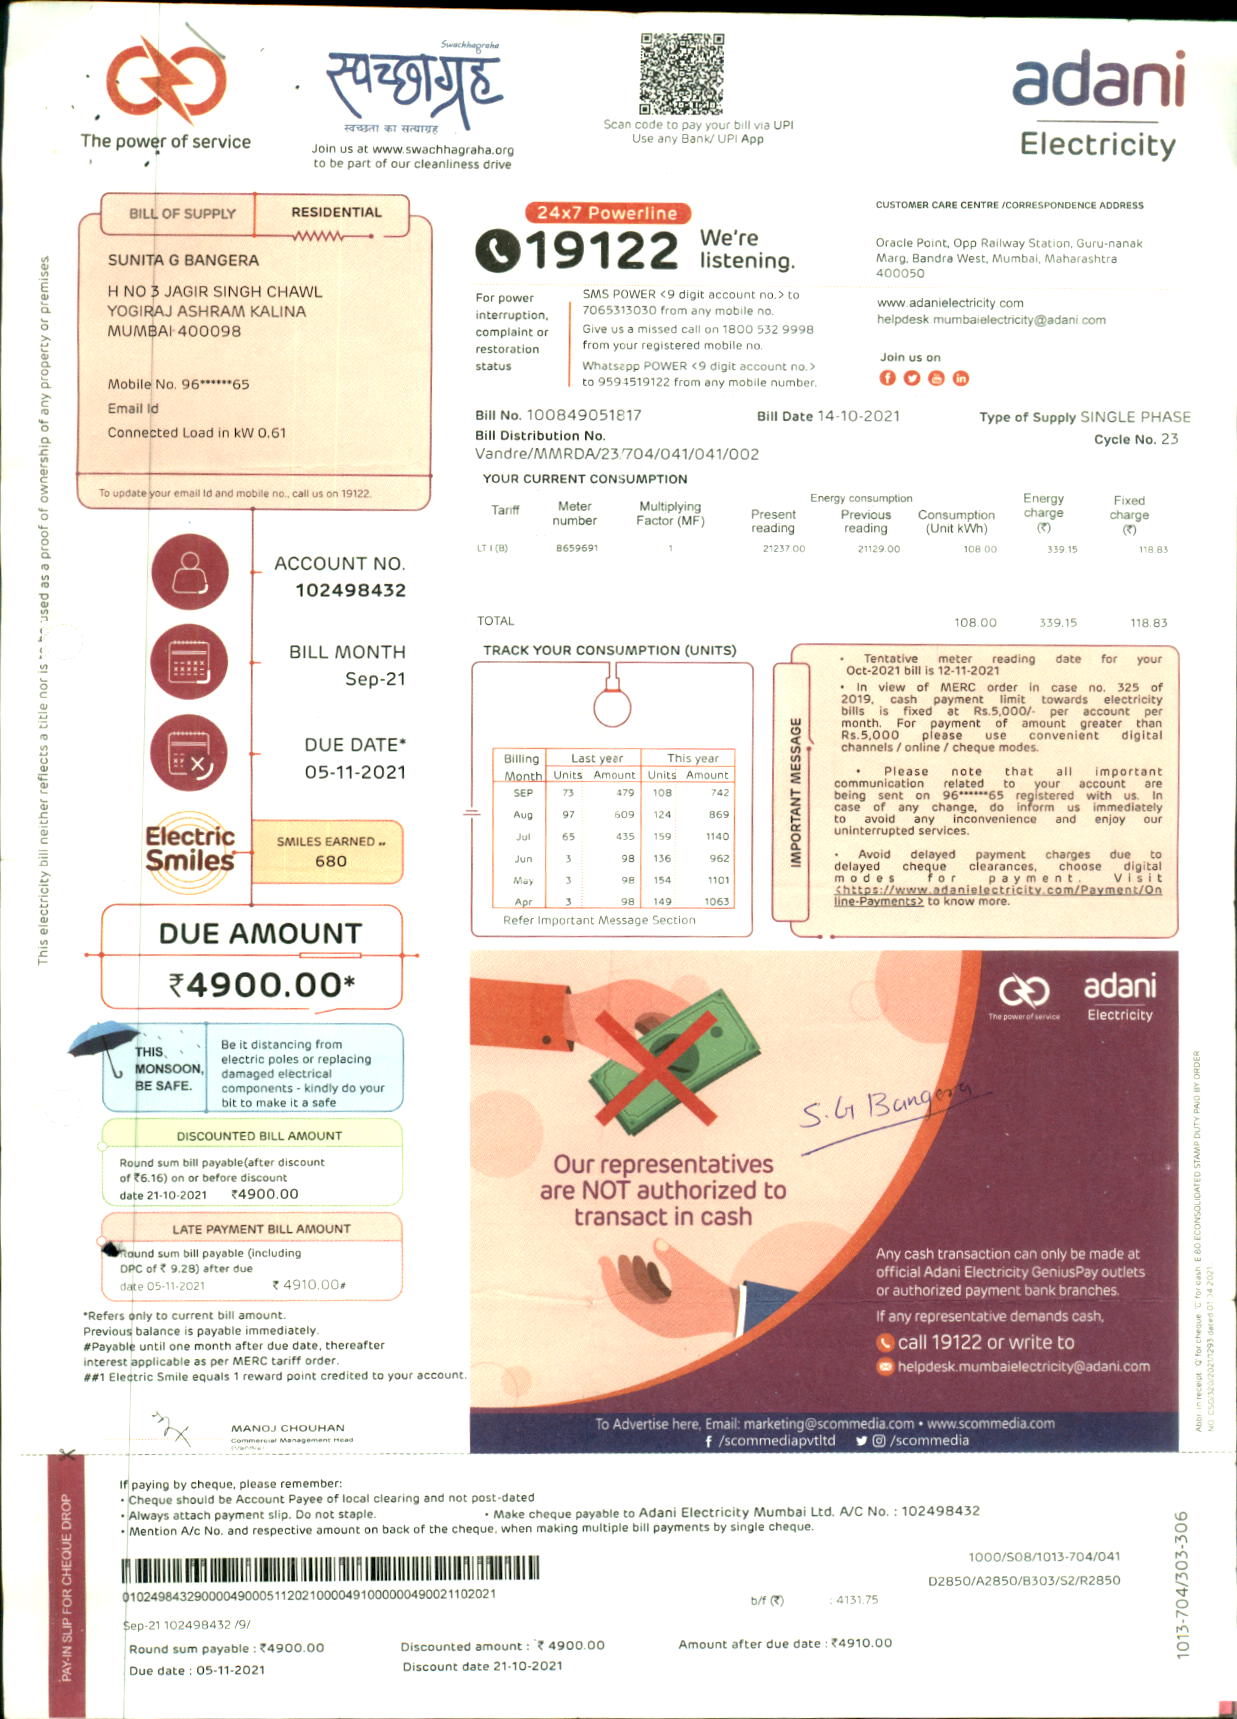 The power of service
Swachhagraha
स्वच्छाग्रह
स्वच्छता का सत्याग्रह
Join us at www.swachhagraha.org
to be part of our cleanliness drive
Scan code to pay your bill via UPI
Use any Bank/ UPI App
adani
Electricity
BILL OF SUPPLY RESIDENTIAL
SUNITA G BANGERA
H NO 3 JAGIR SINGH CHAWL
YOGIRAJ ASHRAM KALINA
MUMBAI 400098
Mobile No. 96******65
Email Id
Connected Load in kW 0.61
To update your email Id and mobile no., call us on 19122.
24x7 Powerline
19122 We're listening.
For power interruption, complaint or restoration status
SMS POWER <9 digit account no.> to
7065313030 from any mobile no.
Give us a missed call on 1800 532 9998
from your registered mobile no.
Whatsapp POWER <9 digit account no.>
to 9594519122 from any mobile number.
CUSTOMER CARE CENTRE /CORRESPONDENCE ADDRESS
Oracle Point, Opp Railway Station, Guru-nanak
Marg, Bandra West, Mumbai, Maharashtra
400050
www.adanielectricity com
helpdesk mumbaielectricity@adani com
Join us on
Bill No. 100849051817 Bill Date 14-10-2021 Type of Supply SINGLE PHASE
Bill Distribution No. Cycle No. 23
Vandre/MMRDA/23/704/041/041/002
YOUR CURRENT CONSUMPTION
Energy consumption
Tariff Meter number Multiplying Factor (MF) Present reading Previous reading Consumption (Unit kWh) Energy charge (₹) Fixed charge (₹)
LT I (B) 8659691 1 21237.00 21129.00 108.00 339.15 118.83
TOTAL 108.00 339.15 118.83
This electricity bill neither reflects a title nor is to be used as a proof of ownership of any property or premises.
ACCOUNT NO.
102498432
BILL MONTH
Sep-21
DUE DATE*
05-11-2021
Electric
Smiles
SMILES EARNED
680
DUE AMOUNT
₹4900.00*
THIS
MONSOON,
BE SAFE.
Be it distancing from
electric poles or replacing
damaged electrical
components - kindly do your
bit to make it a safe
DISCOUNTED BILL AMOUNT
Round sum bill payable(after discount
of ₹6.16) on or before discount
date 21-10-2021 ₹4900.00
LATE PAYMENT BILL AMOUNT
Round sum bill payable (including
DPC of ₹ 9.28) after due
date 05-11-2021 ₹ 4910.00#
*Refers only to current bill amount.
Previous balance is payable immediately.
#Payable until one month after due date, thereafter
interest applicable as per MERC tariff order.
##1 Electric Smile equals 1 reward point credited to your account.
MANOJ CHOUHAN
Commercial Management Head
TRACK YOUR CONSUMPTION (UNITS)
Billing Last year This year
Month Units Amount Units Amount
SEP 73 479 108 742
Aug 97 609 124 869
Jul 65 435 159 1140
Jun 3 98 136 962
May 3 98 154 1101
Apr 3 98 149 1063
Refer Important Message Section
IMPORTANT MESSAGE
• Tentative meter reading date for your
Oct-2021 bill is 12-11-2021
• In view of MERC order in case no. 325 of
2019, cash payment limit towards electricity
bills is fixed at Rs.5,000/- per account per
month. For payment of amount greater than
Rs.5,000 please use convenient digital
channels / online / cheque modes.
• Please note that all important
communication related to your account are
being sent on 96******65 registered with us. In
case of any change, do inform us immediately
to avoid any inconvenience and enjoy our
uninterrupted services.
• Avoid delayed payment charges due to
delayed cheque clearances, choose digital
modes for payment. Visit
<https://www.adanielectricity.com/Payment/On
line-Payments> to know more.
The power of service
adani
Electricity
S.G Bangera
Our representatives
are NOT authorized to
transact in cash
Any cash transaction can only be made at
official Adani Electricity GeniusPay outlets
or authorized payment bank branches.
If any representative demands cash,
call 19122 or write to
helpdesk.mumbaielectricity@adani.com
To Advertise here, Email: marketing@scommedia.com • www.scommedia.com
/scommediapvtltd /scommedia
PAY-IN SLIP FOR CHEQUE DROP
If paying by cheque, please remember:
• Cheque should be Account Payee of local clearing and not post-dated
• Always attach payment slip. Do not staple. • Make cheque payable to Adani Electricity Mumbai Ltd. A/C No. : 102498432
• Mention A/c No. and respective amount on back of the cheque, when making multiple bill payments by single cheque.
1000/S08/1013-704/041
D2850/A2850/B303/S2/R2850
b/f (₹) : 4131.75
Sep-21 102498432 /9/
Round sum payable : ₹4900.00 Discounted amount : ₹ 4900.00 Amount after due date : ₹4910.00
Due date : 05-11-2021 Discount date 21-10-2021
1013-704/303-306